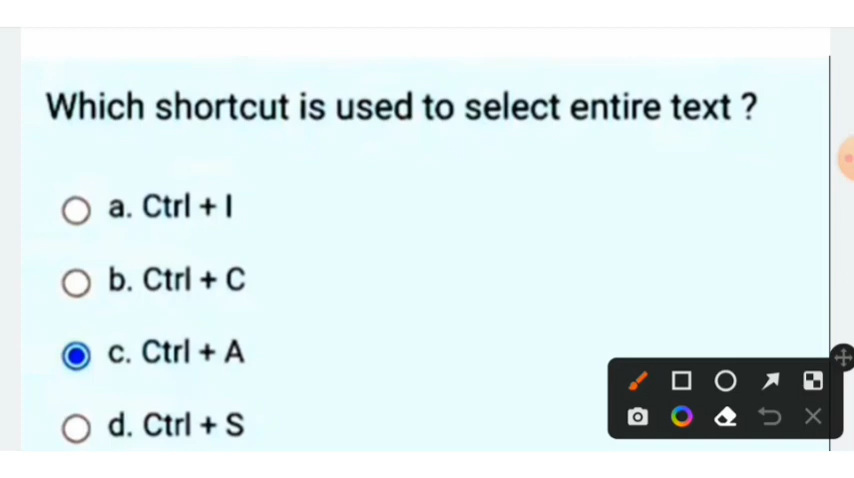 Which shortcut is used to select entire text ?
a. Ctrl + I
b. Ctrl + C
c. Ctrl + A
d. Ctrl + S